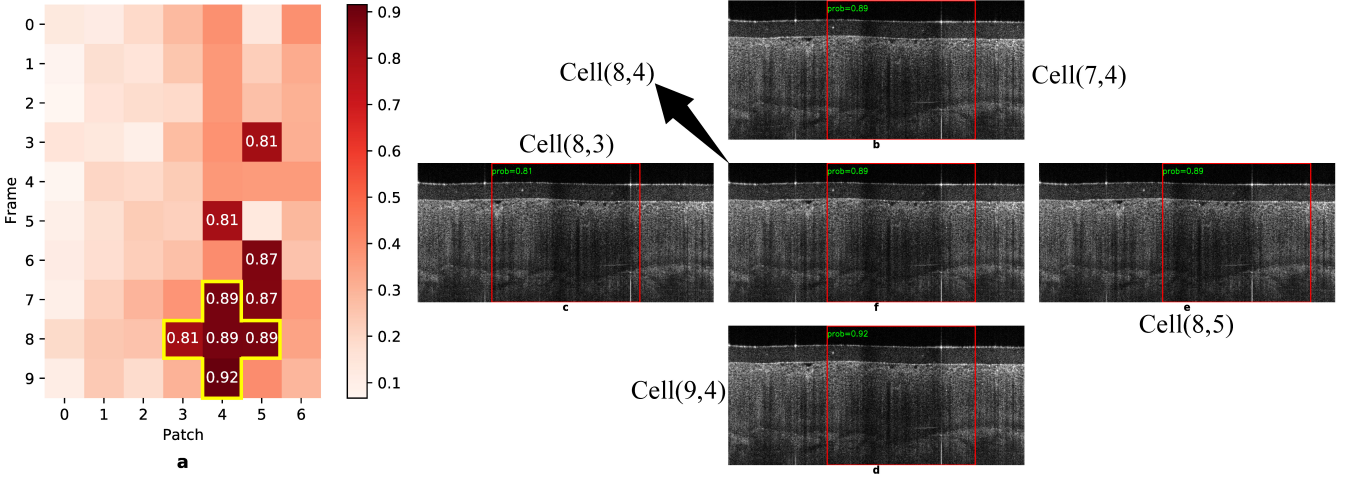 0
1
2
3
4
5
6
7
8
9
Frame
0.81
0.81
0.87
0.89 0.87
0.81 0.89 0.89
0.92
0 1 2 3 4 5 6
Patch
a
0.9
0.8
0.7
0.6
0.5
0.4
0.3
0.2
0.1
prob=0.89
b
Cell(7,4)
Cell(8,4)
Cell(8,3)
prob=0.81
c
prob=0.89
f
prob=0.89
e
Cell(8,5)
Cell(9,4)
prob=0.92
d